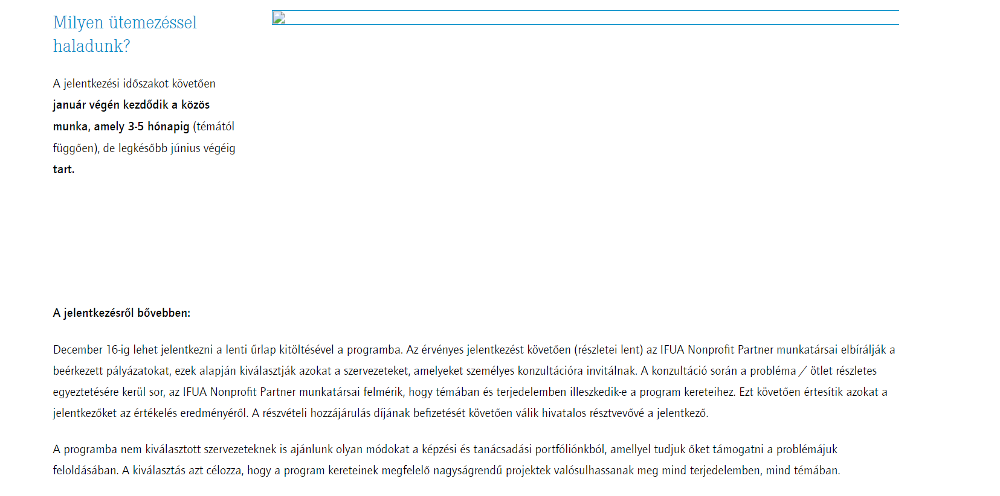 Milyen ütemezéssel
haladunk?
A jelentkezési időszakot követően
január végén kezdődik a közös
munka, amely 3-5 hónapig (témától
függően), de legkésőbb június végéig
tart.
A jelentkezésről bővebben:
December 16-ig lehet jelentkezni a lenti űrlap kitöltésével a programba. Az érvényes jelentkezést követően (részletei lent) az IFUA Nonprofit Partner munkatársai elbírálják a
beérkezett pályázatokat, ezek alapján kiválasztják azokat a szervezeteket, amelyeket személyes konzultációra invitálnak. A konzultáció során a probléma / ötlet részletes
egyeztetésére kerül sor, az IFUA Nonprofit Partner munkatársai felmérik, hogy témában és terjedelemben illeszkedik-e a program kereteihez. Ezt követően értesítik azokat a
jelentkezőket az értékelés eredményéről. A részvételi hozzájárulás díjának befizetését követően válik hivatalos résztvevővé a jelentkező.
A programba nem kiválasztott szervezeteknek is ajánlunk olyan módokat a képzési és tanácsadási portfóliónkból, amellyel tudjuk őket támogatni a problémájuk
feloldásában. A kiválasztás azt célozza, hogy a program kereteinek megfelelő nagyságrendű projektek valósulhassanak meg mind terjedelemben, mind témában.